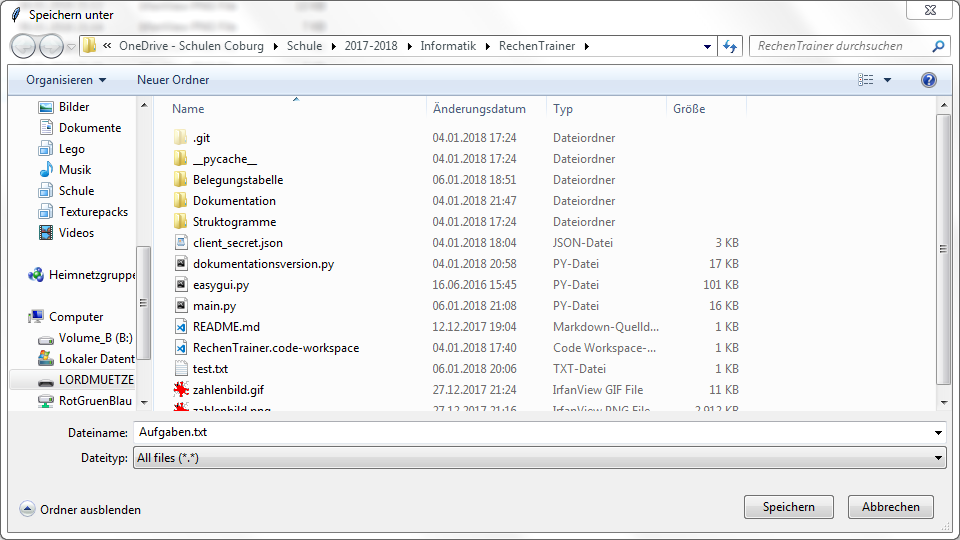 Speichern unter
« OneDrive - Schulen Coburg Schule 2017-2018 Informatik RechenTrainer RechenTrainer durchsuchen
Organisieren Neuer Ordner
Bilder
Dokumente
Lego
Musik
Schule
Texturepacks
Videos
Heimnetzgruppe
Computer
Volume_B (B:)
Lokaler Datent
LORDMUETZE
RotGruenBlau
Name Änderungsdatum Typ Größe
.git 04.01.2018 17:24 Dateiordner
__pycache__ 04.01.2018 17:24 Dateiordner
Belegungstabelle 06.01.2018 18:51 Dateiordner
Dokumentation 04.01.2018 21:47 Dateiordner
Struktogramme 04.01.2018 17:24 Dateiordner
client_secret.json 04.01.2018 18:04 JSON-Datei 3 KB
dokumentationsversion.py 04.01.2018 20:58 PY-Datei 17 KB
easygui.py 16.06.2016 15:45 PY-Datei 101 KB
main.py 06.01.2018 21:08 PY-Datei 16 KB
README.md 12.12.2017 19:04 Markdown-Quelld... 1 KB
RechenTrainer.code-workspace 04.01.2018 17:40 Code Workspace-... 1 KB
test.txt 06.01.2018 20:06 TXT-Datei 1 KB
zahlenbild.gif 27.12.2017 21:24 IrfanView GIF File 11 KB
zahlenbild.png 27.12.2017 21:16 IrfanView PNG File 2.912 KB
Dateiname: Aufgaben.txt
Dateityp: All files (*.*)
Ordner ausblenden Speichern Abbrechen